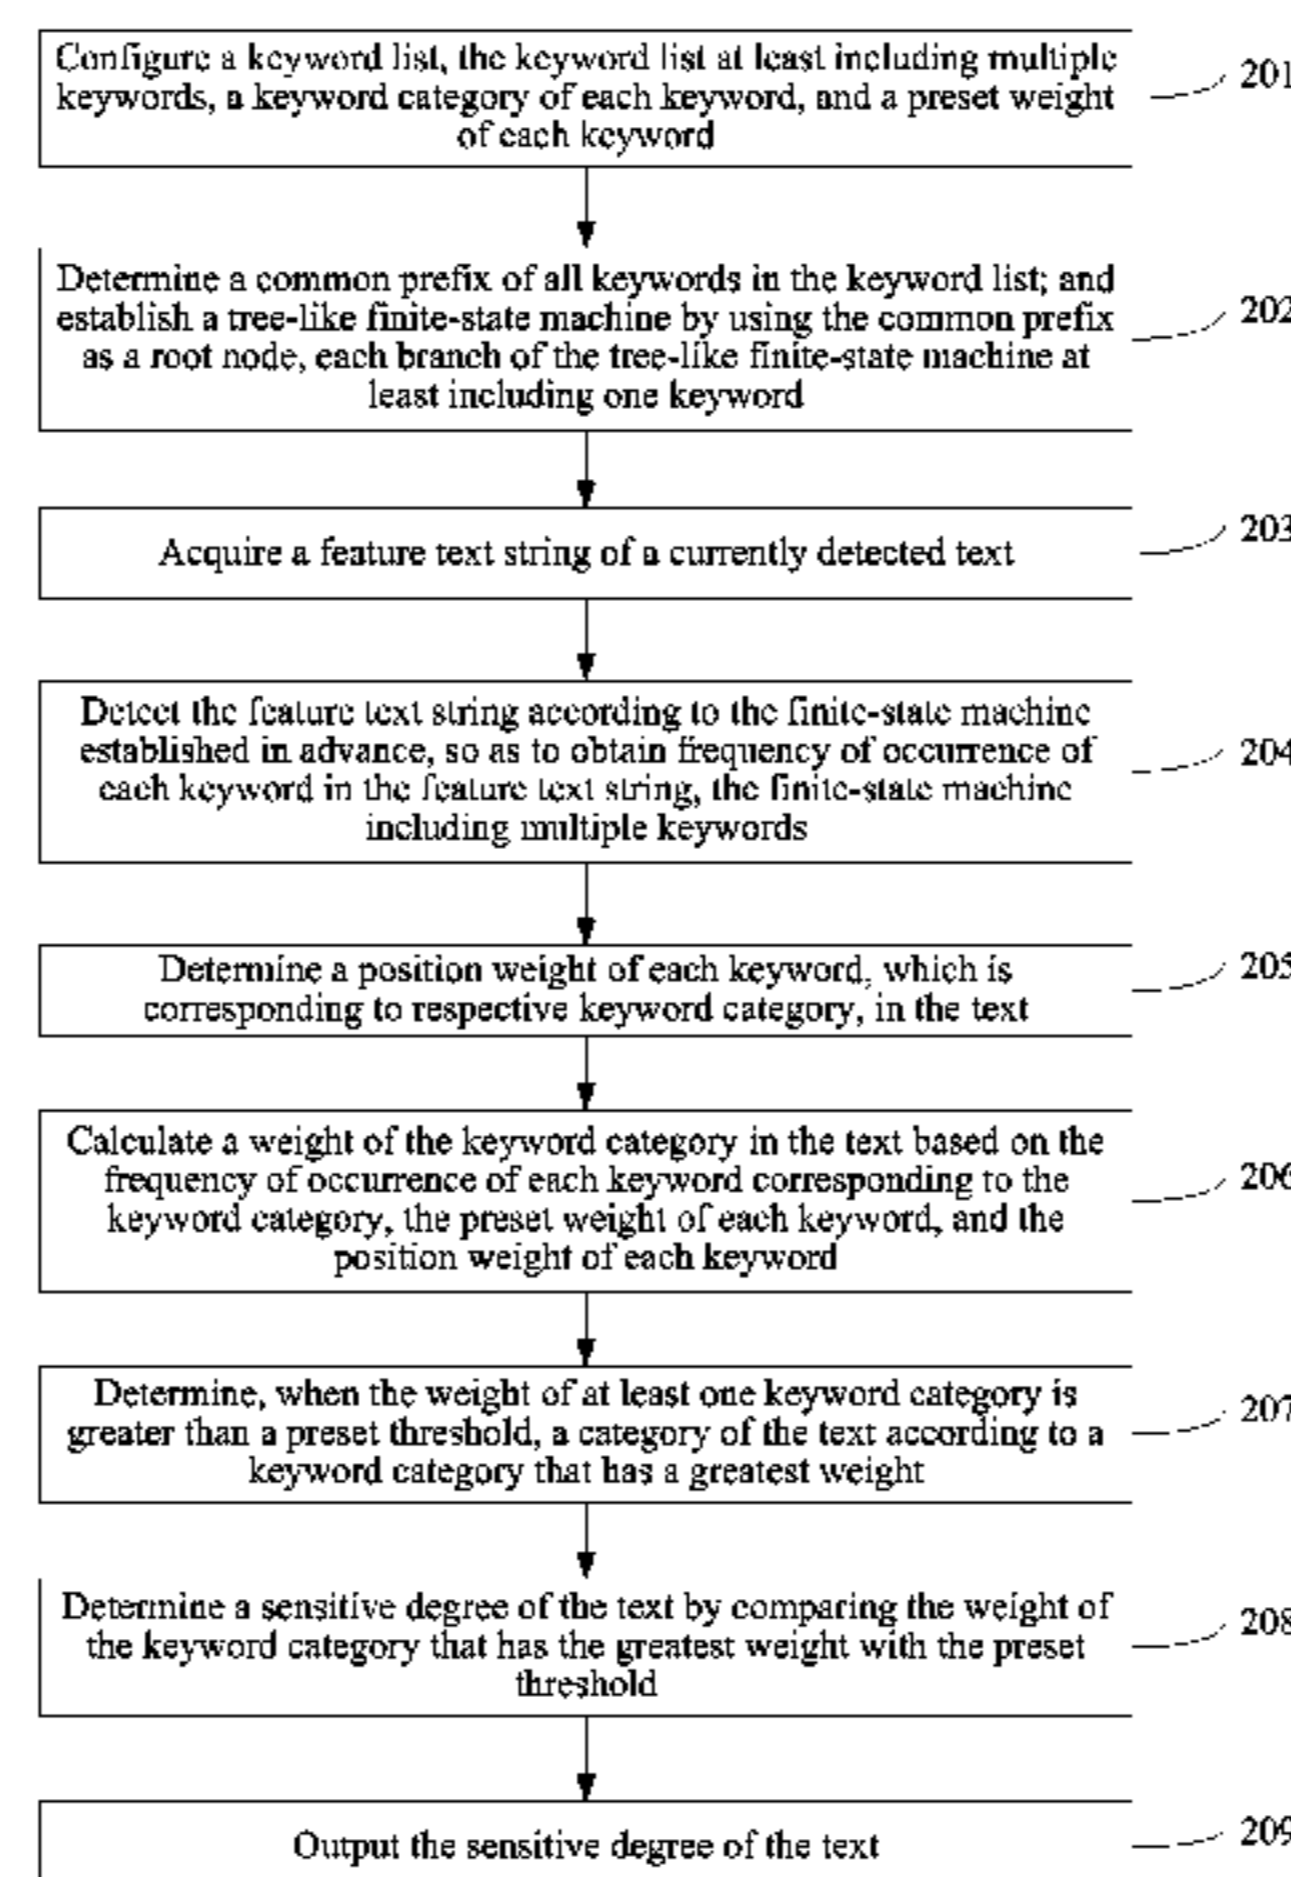 Configure a keyword list, the keyword list at least including multiple
keywords, a keyword category of each keyword, and a preset weight
of each keyword
201
Determine a common prefix of all keywords in the keyword list; and
establish a tree-like finite-state machine by using the common prefix
as a root node, each branch of the tree-like finite-state machine at
least including one keyword
202
Acquire a feature text string of a currently detected text
203
Detect the feature text string according to the finite-state machine
established in advance, so as to obtain frequency of occurrence of
each keyword in the feature text string, the finite-state machine
including multiple keywords
204
Determine a position weight of each keyword, which is
corresponding to respective keyword category, in the text
205
Calculate a weight of the keyword category in the text based on the
frequency of occurrence of each keyword corresponding to the
keyword category, the preset weight of each keyword, and the
position weight of each keyword
206
Determine, when the weight of at least one keyword category is
greater than a preset threshold, a category of the text according to a
keyword category that has a greatest weight
207
Determine a sensitive degree of the text by comparing the weight of
the keyword category that has the greatest weight with the preset
threshold
208
Output the sensitive degree of the text
209